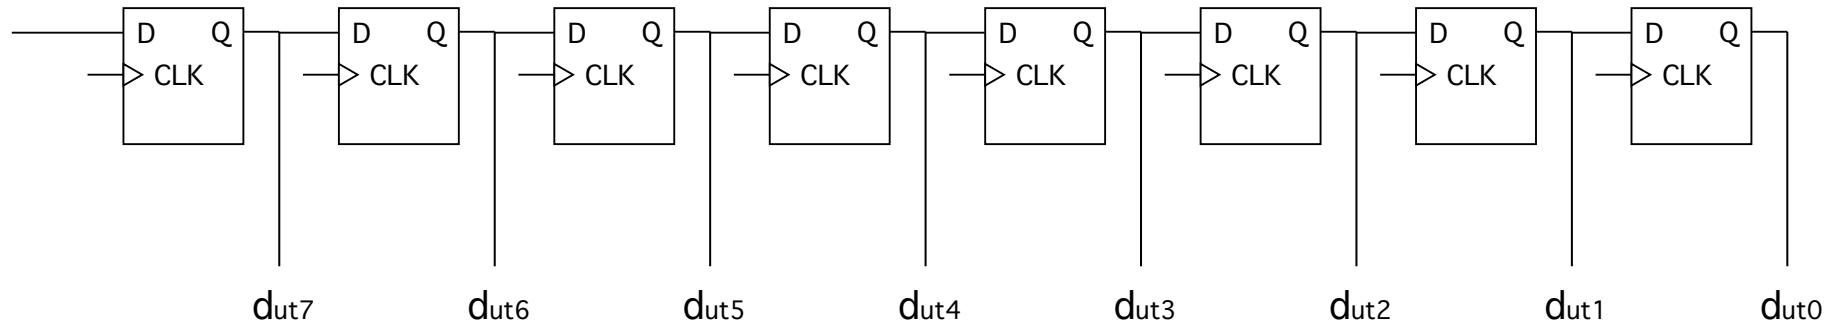 D Q D Q D Q D Q D Q D Q D Q D Q
CLK CLK CLK CLK CLK CLK CLK CLK
dut7 dut6 dut5 dut4 dut3 dut2 dut1 dut0